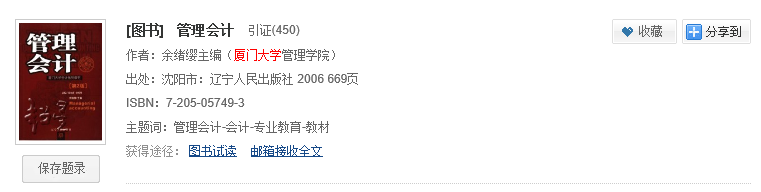 [图书] 管理会计 引证(450)
收藏
分享到
作者：余绪缨主编（厦门大学管理学院）
出处：沈阳市：辽宁人民出版社 2006 669页
ISBN：7-205-05749-3
主题词：管理会计-会计-专业教育-教材
获得途径： 图书试读 邮箱接收全文
管理
会计
保存题录